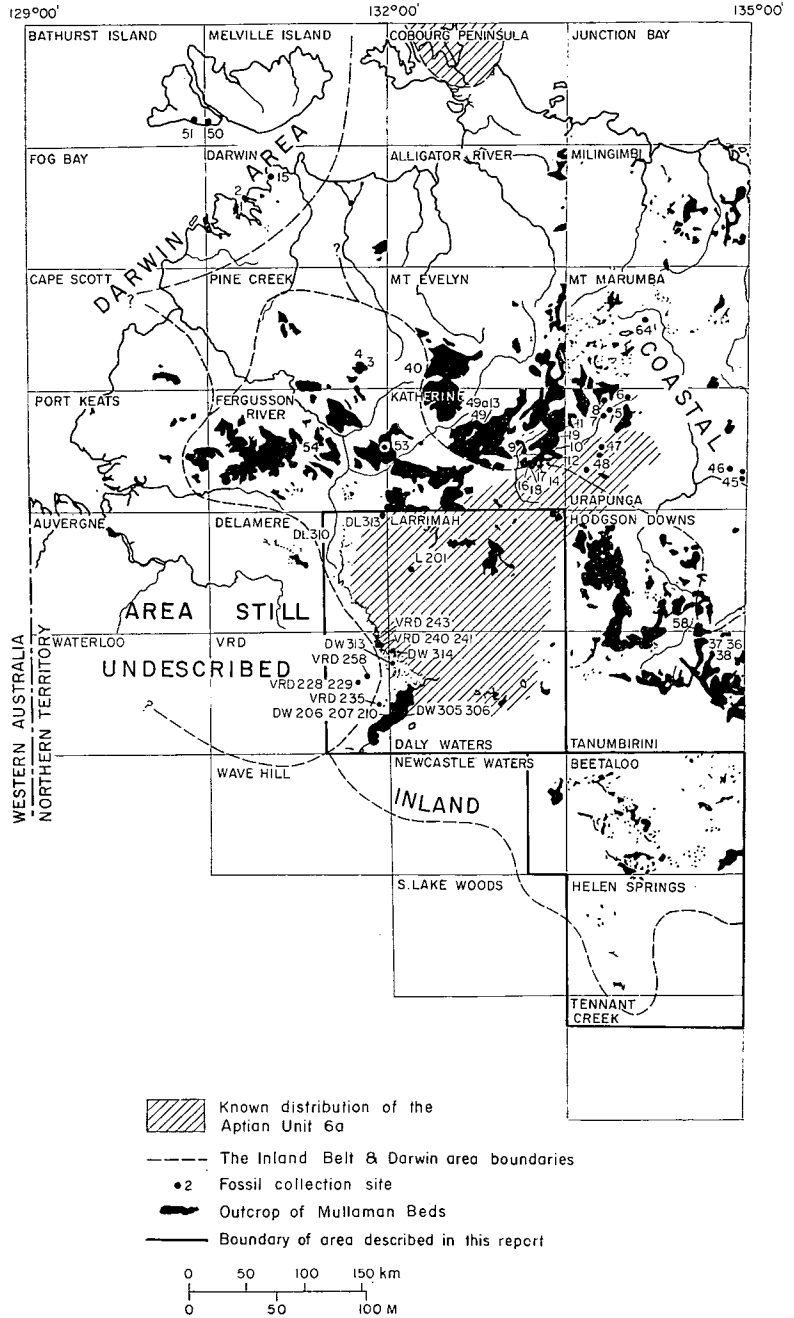 129°00' 132°00' 135°00'
BATHURST ISLAND MELVILLE ISLAND COBOURG PENINSULA JUNCTION BAY
51 50
FOG BAY DARWIN ALLIGATOR RIVER MILINGIMBI
DARWIN AREA
15
2
1
?
CAPE SCOTT PINE CREEK MT EVELYN MT MARUMBA
?
64
COASTAL
4 3
40
PORT KEATS FERGUSSON RIVER KATHERINE
49a13
49
6
8 5
11 7
19
10 47
12 48
54 53 9
46
45
16 17 14
19
URAPUNGA
AUVERGNE DELAMERE DL313 LARRIMAH HODGSON DOWNS
DL310
L201
AREA STILL
UNDESCRIBED
58
WATERLOO VRD
VRD 243
DW 313 VRD 240 241
VRD 258 DW 314
37 36
38
VRD 228 229
VRD 235
DW 206 207 210 DW 305 306
?
DALY WATERS TANUMBIRINI
WESTERN AUSTRALIA
NORTHERN TERRITORY
WAVE HILL NEWCASTLE WATERS BEETALOO
INLAND
S. LAKE WOODS HELEN SPRINGS
TENNANT
CREEK
Known distribution of the
Aptian Unit 6a
The Inland Belt & Darwin area boundaries
2 Fossil collection site
Outcrop of Mullaman Beds
Boundary of area described in this report
0 50 100 150 km
0 50 100 M